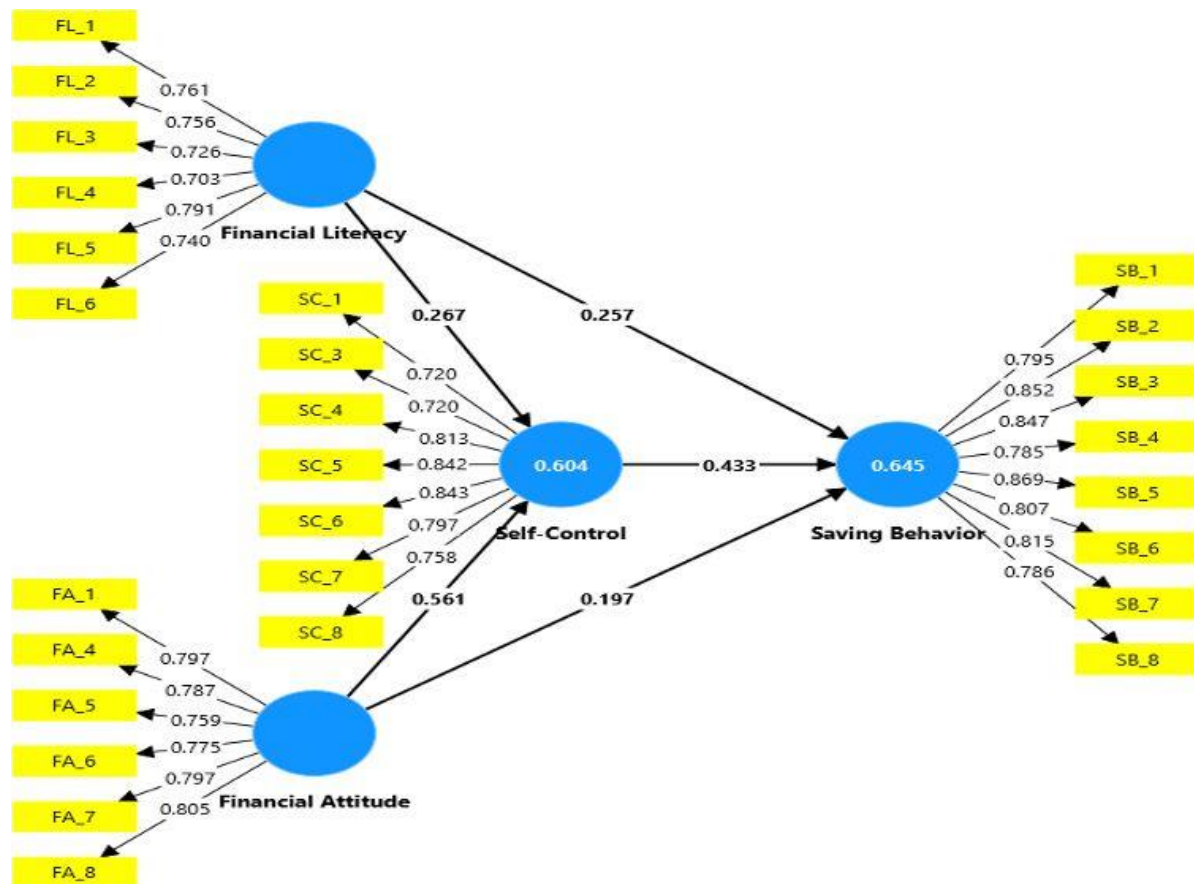 FL_1
FL_2
FL_3
FL_4
FL_5
FL_6
0.761
0.756
0.726
0.703
0.791
0.740
Financial Literacy
0.267
0.257
SC_1
SC_3
SC_4
SC_5
SC_6
SC_7
SC_8
0.720
0.720
0.813
0.842
0.843
0.797
0.758
0.604
Self-Control
0.433
0.645
Saving Behavior
0.561
0.197
SB_1
SB_2
SB_3
SB_4
SB_5
SB_6
SB_7
SB_8
0.795
0.852
0.847
0.785
0.869
0.807
0.815
0.786
FA_1
FA_4
FA_5
FA_6
FA_7
FA_8
0.797
0.787
0.759
0.775
0.797
0.805
Financial Attitude